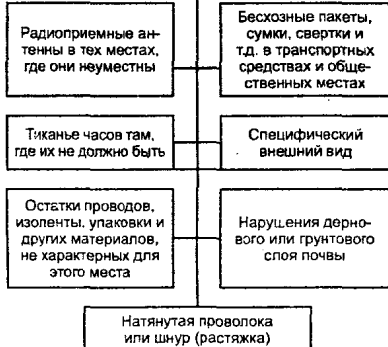 Радиоприемные ан-
тенны в тех местах,
где они неуместны
Бесхозные пакеты,
сумки, свертки и
т.д. в транспортных
средствах и обще-
ственных местах
Тиканье часов там,
где их не должно быть
Специфический
внешний вид
Остатки проводов,
изоленты, упаковки и
других материалов,
не характерных для
этого места
Нарушения дерно-
вого или грунтового
слоя почвы
Натянутая проволока
или шнур (растяжка)